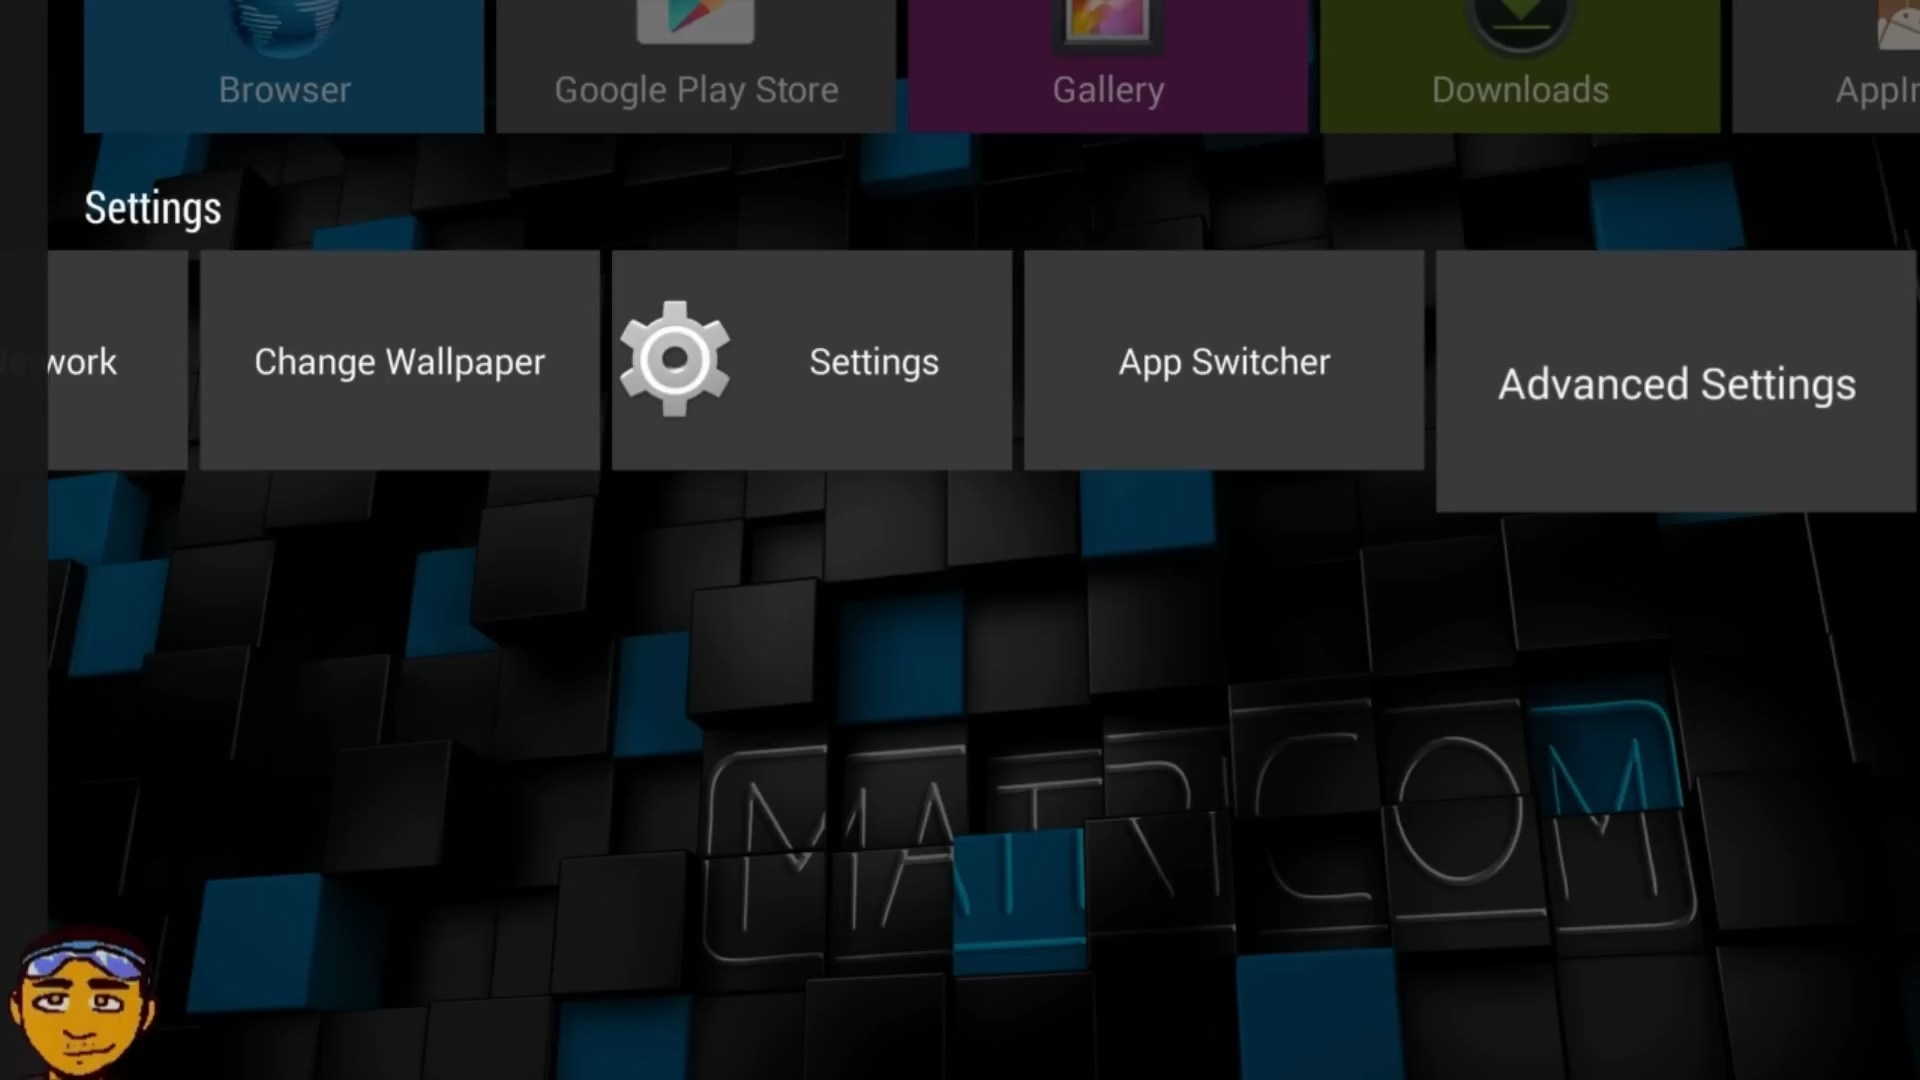 Browser
Google Play Store
Gallery
Downloads
Settings
Change Wallpaper
Settings
App Switcher
Advanced Settings
MATRICOM